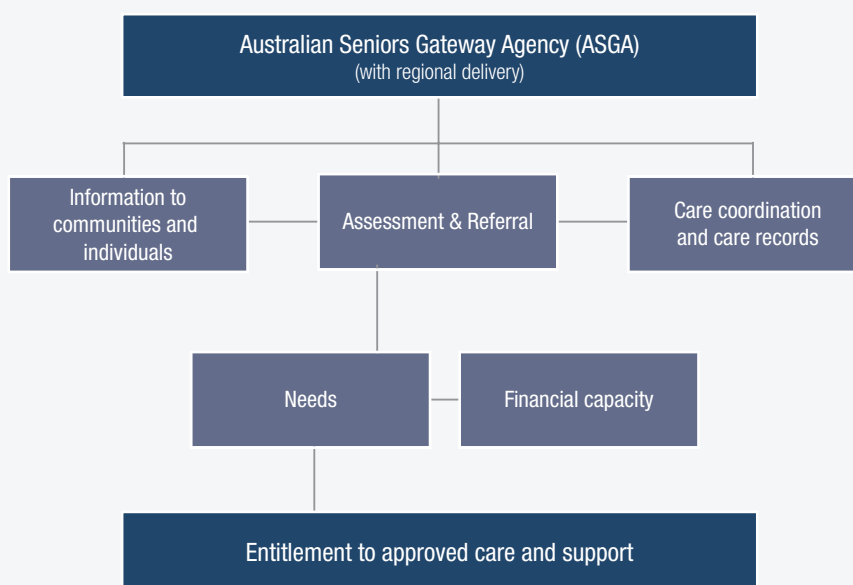 Australian Seniors Gateway Agency (ASGA)
(with regional delivery)
Information to
communities and
individuals
Assessment & Referral
Care coordination
and care records
Needs
Financial capacity
Entitlement to approved care and support